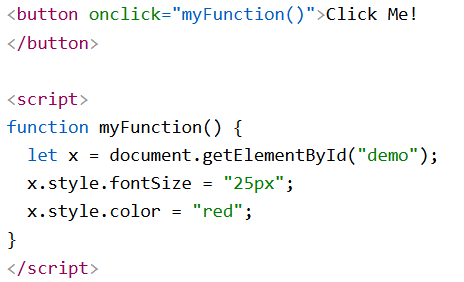 <button onclick="myFunction()">Click Me!
</button>

<script>
function myFunction() {
  let x = document.getElementById("demo");
  x.style.fontSize = "25px";
  x.style.color = "red";
}
</script>